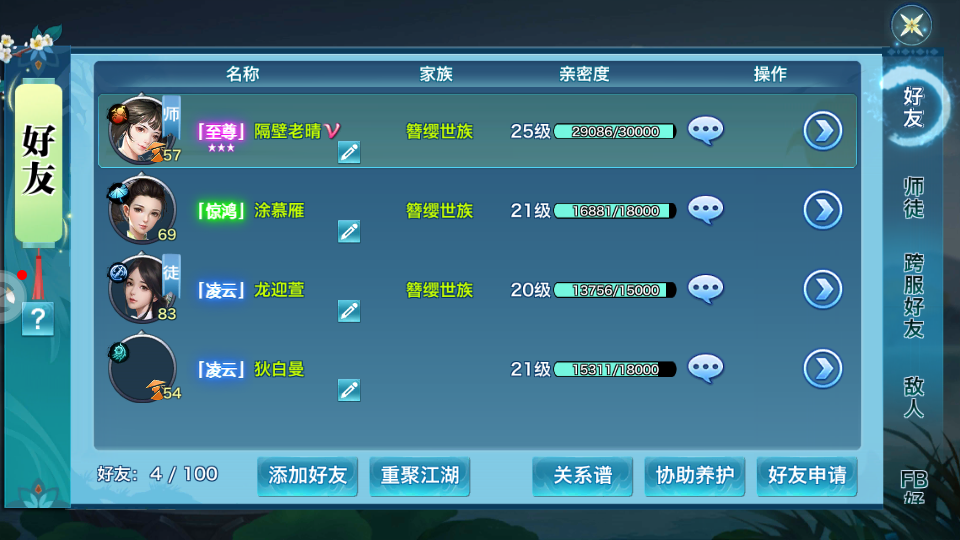 好友
?
名称 家族 亲密度 操作
师 57 「至尊」 隔壁老晴 簪缨世族 25级 29086/30000
69 「惊鸿」 涂慕雁 簪缨世族 21级 16881/18000
徒 83 「凌云」 龙迎萱 簪缨世族 20级 13756/15000
54 「凌云」 狄白曼 21级 15311/18000
好友: 4 / 100 添加好友 重聚江湖 关系谱 协助养护 好友申请
好友
师徒
跨服好友
敌人
FB好